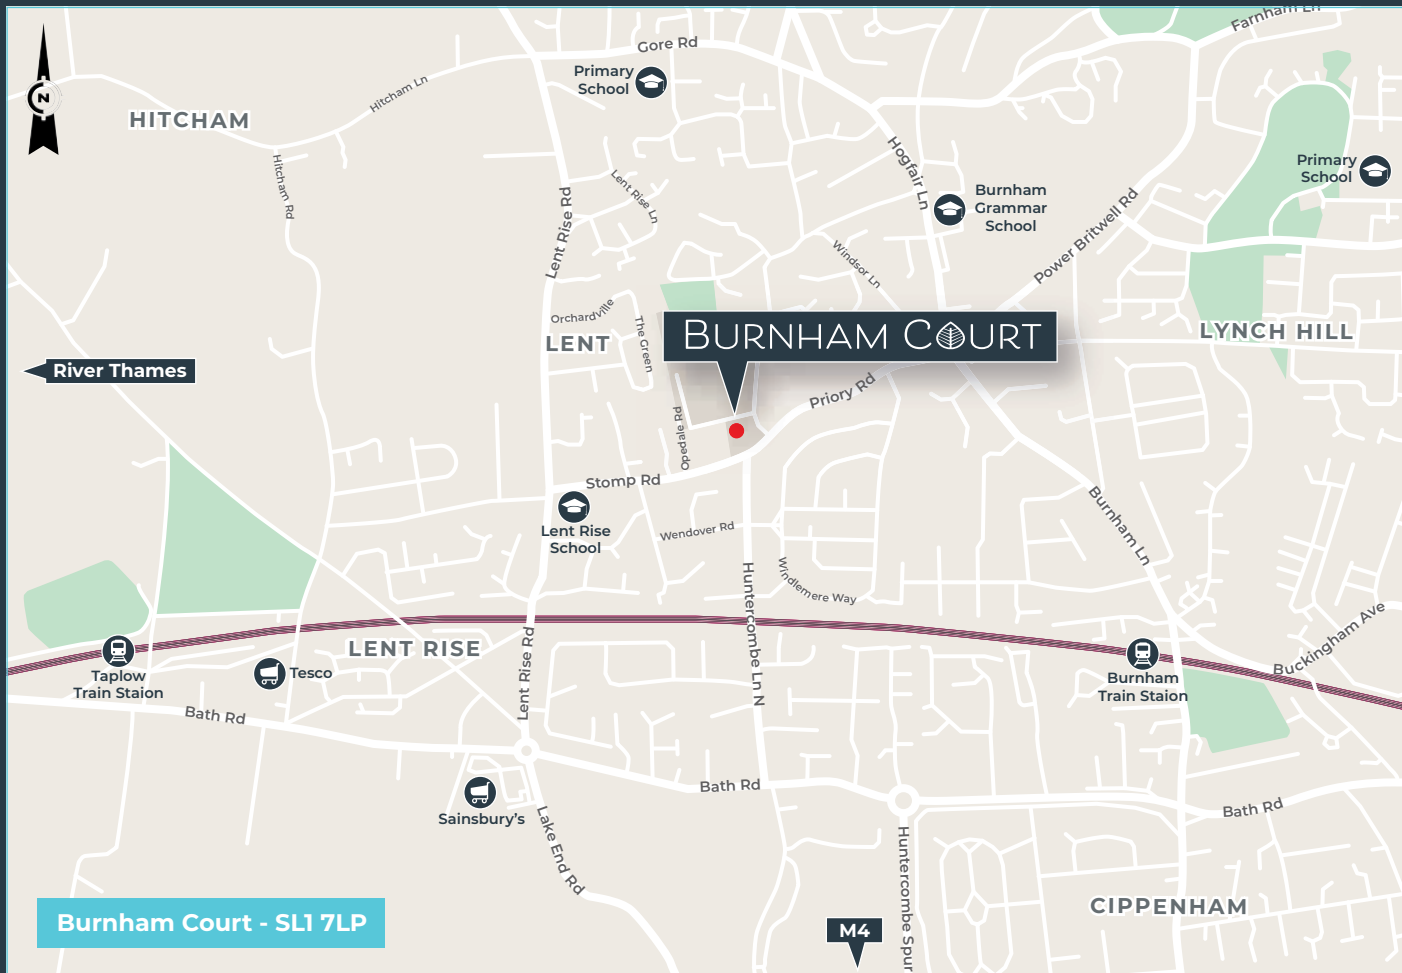 Farnham Ln
Gore Rd
Primary
School
Hitcham Ln
N
HITCHAM
Hogfair Ln
Primary
School
Hitcham Rd
Lent Rise Ln
Burnham
Grammar
School
Lent Rise Rd
Power Britwell Rd
Windsor Ln
Orchardville
The Green
BURNHAM COURT
LYNCH HILL
LENT
River Thames
Priory Rd
Opedale Rd
Stomp Rd
Lent Rise
School
Wendover Rd
Burnham Ln
Huntercombe Ln N
Windlemere Way
Buckingham Ave
LENT RISE
Lent Rise Rd
Taplow
Train Staion
Tesco
Burnham
Train Staion
Bath Rd
Bath Rd
Bath Rd
Sainsbury's
Lake End Rd
Huntercombe Spur
CIPPENHAM
Burnham Court - SL1 7LP
M4